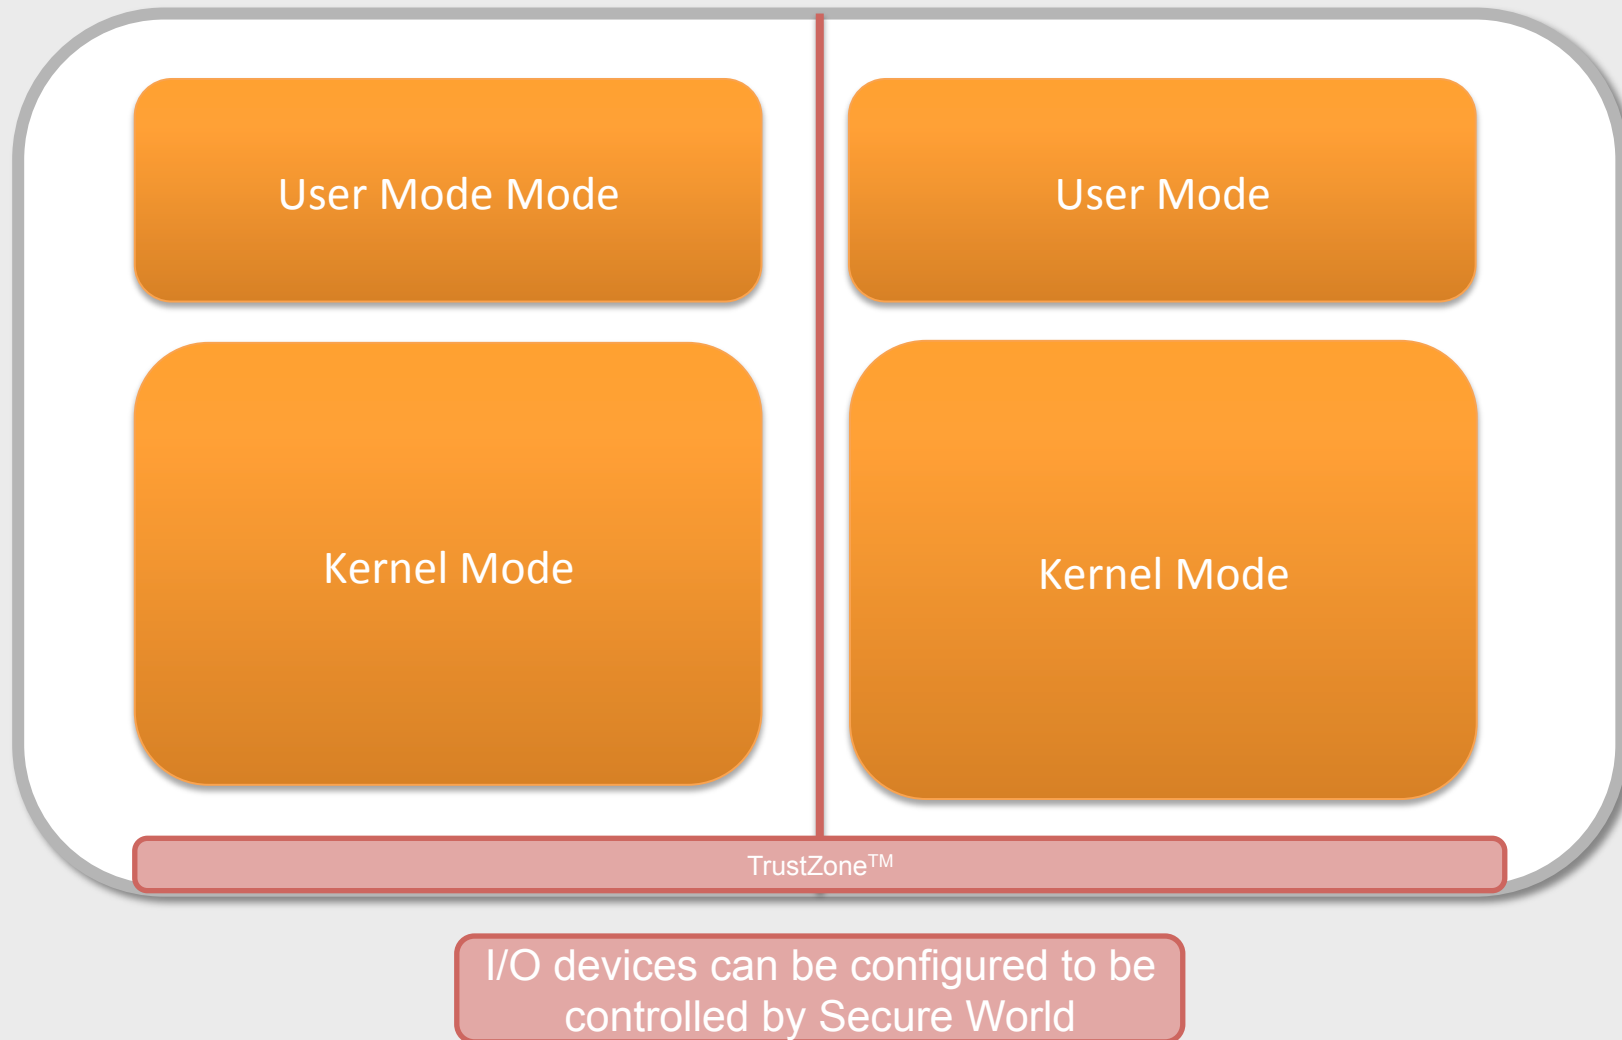 User Mode Mode
User Mode
Kernel Mode
Kernel Mode
TrustZone™
I/O devices can be configured to be
controlled by Secure World